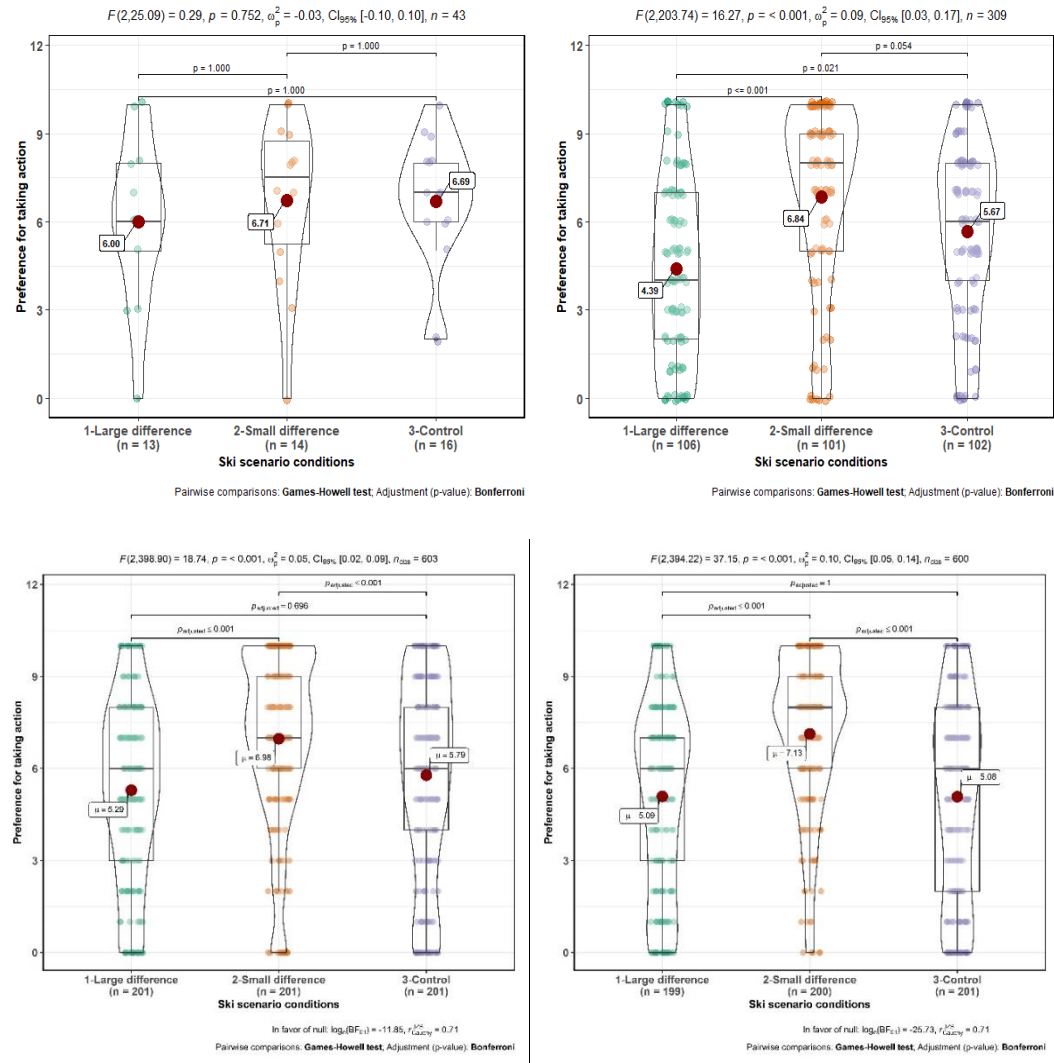 F(2,25.09) = 0.29, p = 0.752, ω²p = -0.03, CI95% [-0.10, 0.10], n = 43
12
9
6
3
0
Preference for taking action
p = 1.000
p = 1.000
p = 1.000
6.00
6.71
6.69
1-Large difference
(n = 13)
2-Small difference
(n = 14)
3-Control
(n = 16)
Ski scenario conditions
Pairwise comparisons: Games-Howell test; Adjustment (p-value): Bonferroni
F(2,203.74) = 16.27, p = < 0.001, ω²p = 0.09, CI95% [0.03, 0.17], n = 309
12
9
6
3
0
Preference for taking action
p = 0.054
p = 0.021
p <= 0.001
4.39
6.84
5.67
1-Large difference
(n = 106)
2-Small difference
(n = 101)
3-Control
(n = 102)
Ski scenario conditions
Pairwise comparisons: Games-Howell test; Adjustment (p-value): Bonferroni
F(2,398.90) = 18.74, p = < 0.001, ω²p = 0.05, CI95% [0.02, 0.09], nobs = 603
12
9
6
3
0
Preference for taking action
padjusted < 0.001
padjusted = 0.696
padjusted ≤ 0.001
μ = 5.29
μ = 6.98
μ = 5.79
1-Large difference
(n = 201)
2-Small difference
(n = 201)
3-Control
(n = 201)
Ski scenario conditions
In favor of null: loge(BF01) = -11.85, = 0.71
Pairwise comparisons: Games-Howell test, Adjustment (p-value): Bonferroni
F(2,394.22) = 37.15, p = < 0.001, ω²p = 0.10, CI95% [0.05, 0.14], nobs = 600
12
9
6
3
0
Preference for taking action
padjusted = 1
padjusted ≤ 0.001
padjusted ≤ 0.001
μ 5.09
μ = 7.13
μ 5.08
1-Large difference
(n = 199)
2-Small difference
(n = 200)
3-Control
(n = 201)
Ski scenario conditions
In favor of null: loge(BF01) = -25.73, = 0.71
Pairwise comparisons: Games-Howell test, Adjustment (p-value): Bonferroni